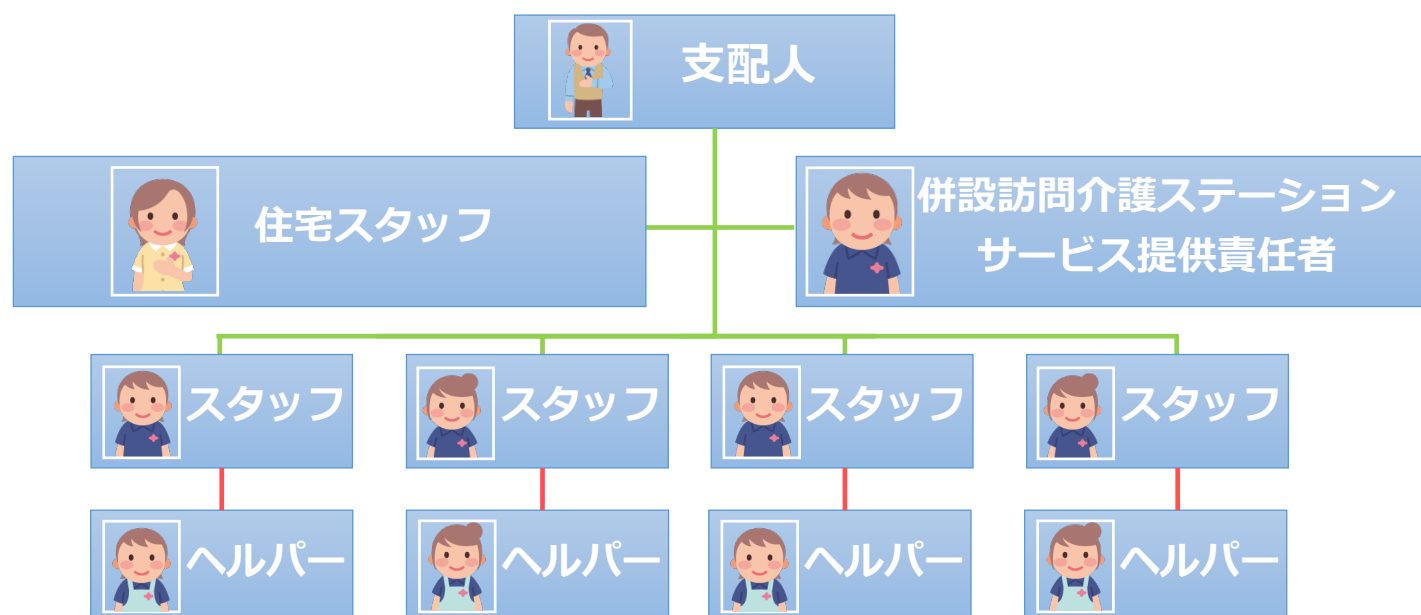 支配人
住宅スタッフ
併設訪問介護ステーション
サービス提供責任者
スタッフ
スタッフ
スタッフ
スタッフ
ヘルパー
ヘルパー
ヘルパー
ヘルパー